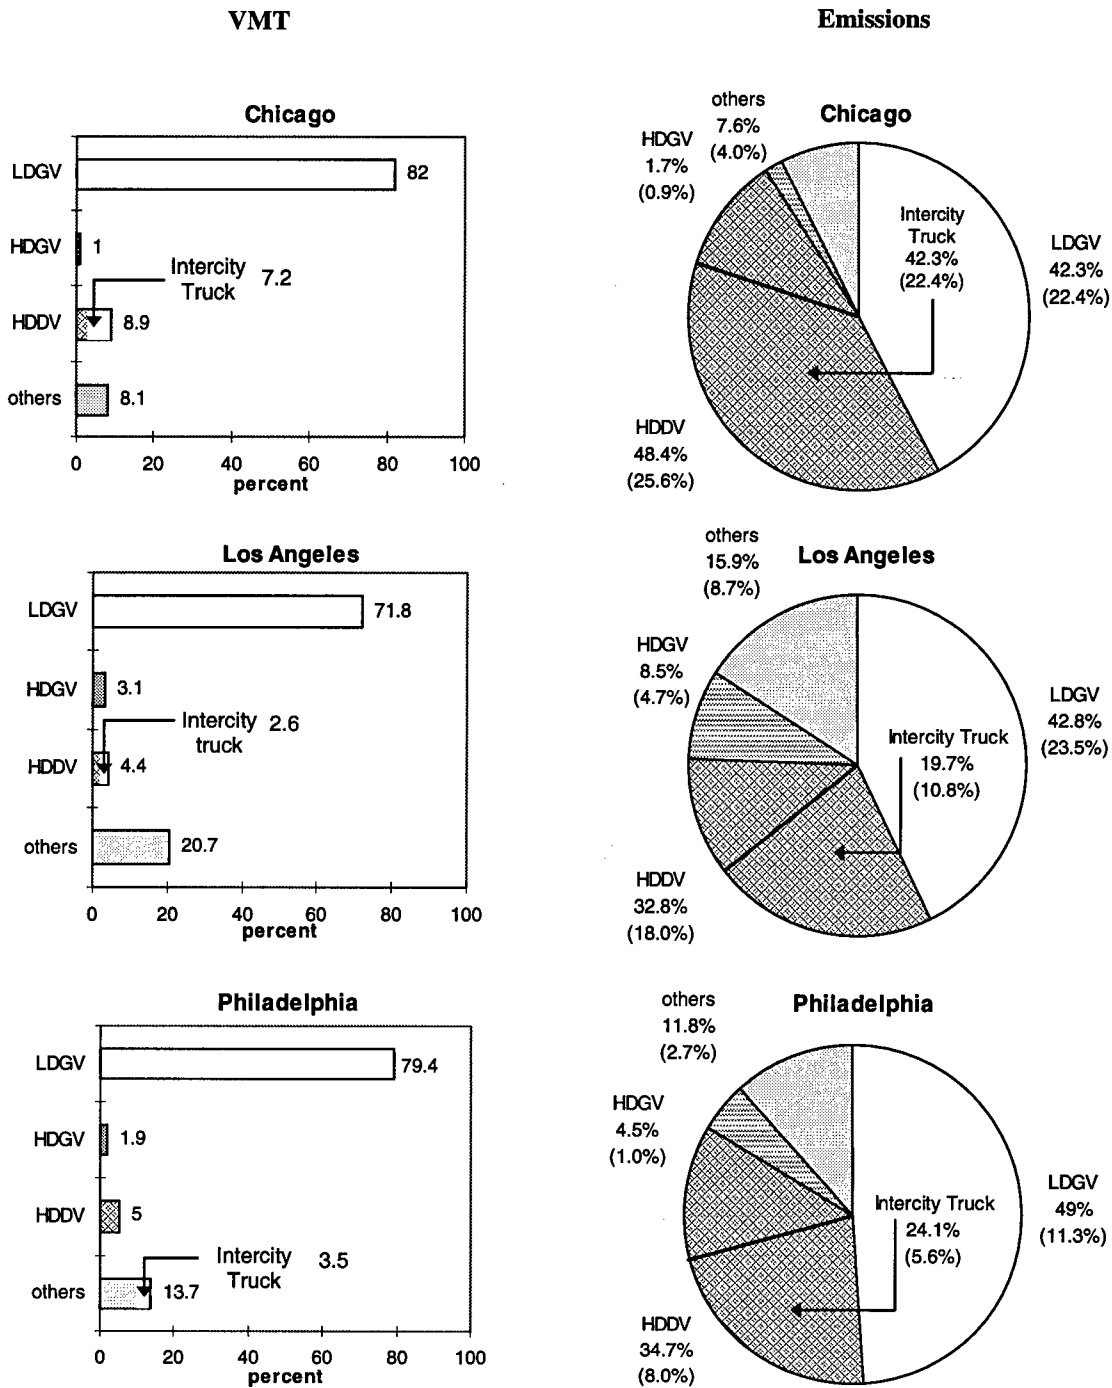 VMT
Emissions
Chicago
LDGV
82
HDGV
1
Intercity 7.2
Truck
HDDV
8.9
others
8.1
0 20 40 60 80 100
percent
Chicago
others
7.6%
(4.0%)
HDGV
1.7%
(0.9%)
Intercity
Truck
42.3%
(22.4%)
LDGV
42.3%
(22.4%)
HDDV
48.4%
(25.6%)
Los Angeles
LDGV
71.8
HDGV
3.1
Intercity 2.6
truck
HDDV
4.4
others
20.7
0 20 40 60 80 100
percent
Los Angeles
others
15.9%
(8.7%)
HDGV
8.5%
(4.7%)
LDGV
42.8%
(23.5%)
Intercity Truck
19.7%
(10.8%)
HDDV
32.8%
(18.0%)
Philadelphia
LDGV
79.4
HDGV
1.9
HDDV
5
Intercity 3.5
Truck
others
13.7
0 20 40 60 80 100
percent
Philadelphia
others
11.8%
(2.7%)
HDGV
4.5%
(1.0%)
LDGV
49%
(11.3%)
Intercity Truck
24.1%
(5.6%)
HDDV
34.7%
(8.0%)